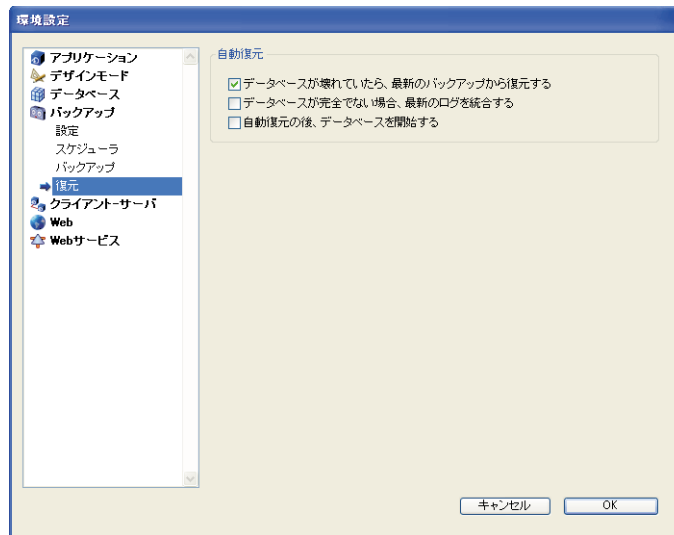 環境設定
アプリケーション
デザインモード
データベース
バックアップ
設定
スケジューラ
バックアップ
復元
クライアント-サーバ
Web
Webサービス
自動復元
データベースが壊れていたら、最新のバックアップから復元する
データベースが完全でない場合、最新のログを統合する
自動復元の後、データベースを開始する
キャンセル
OK